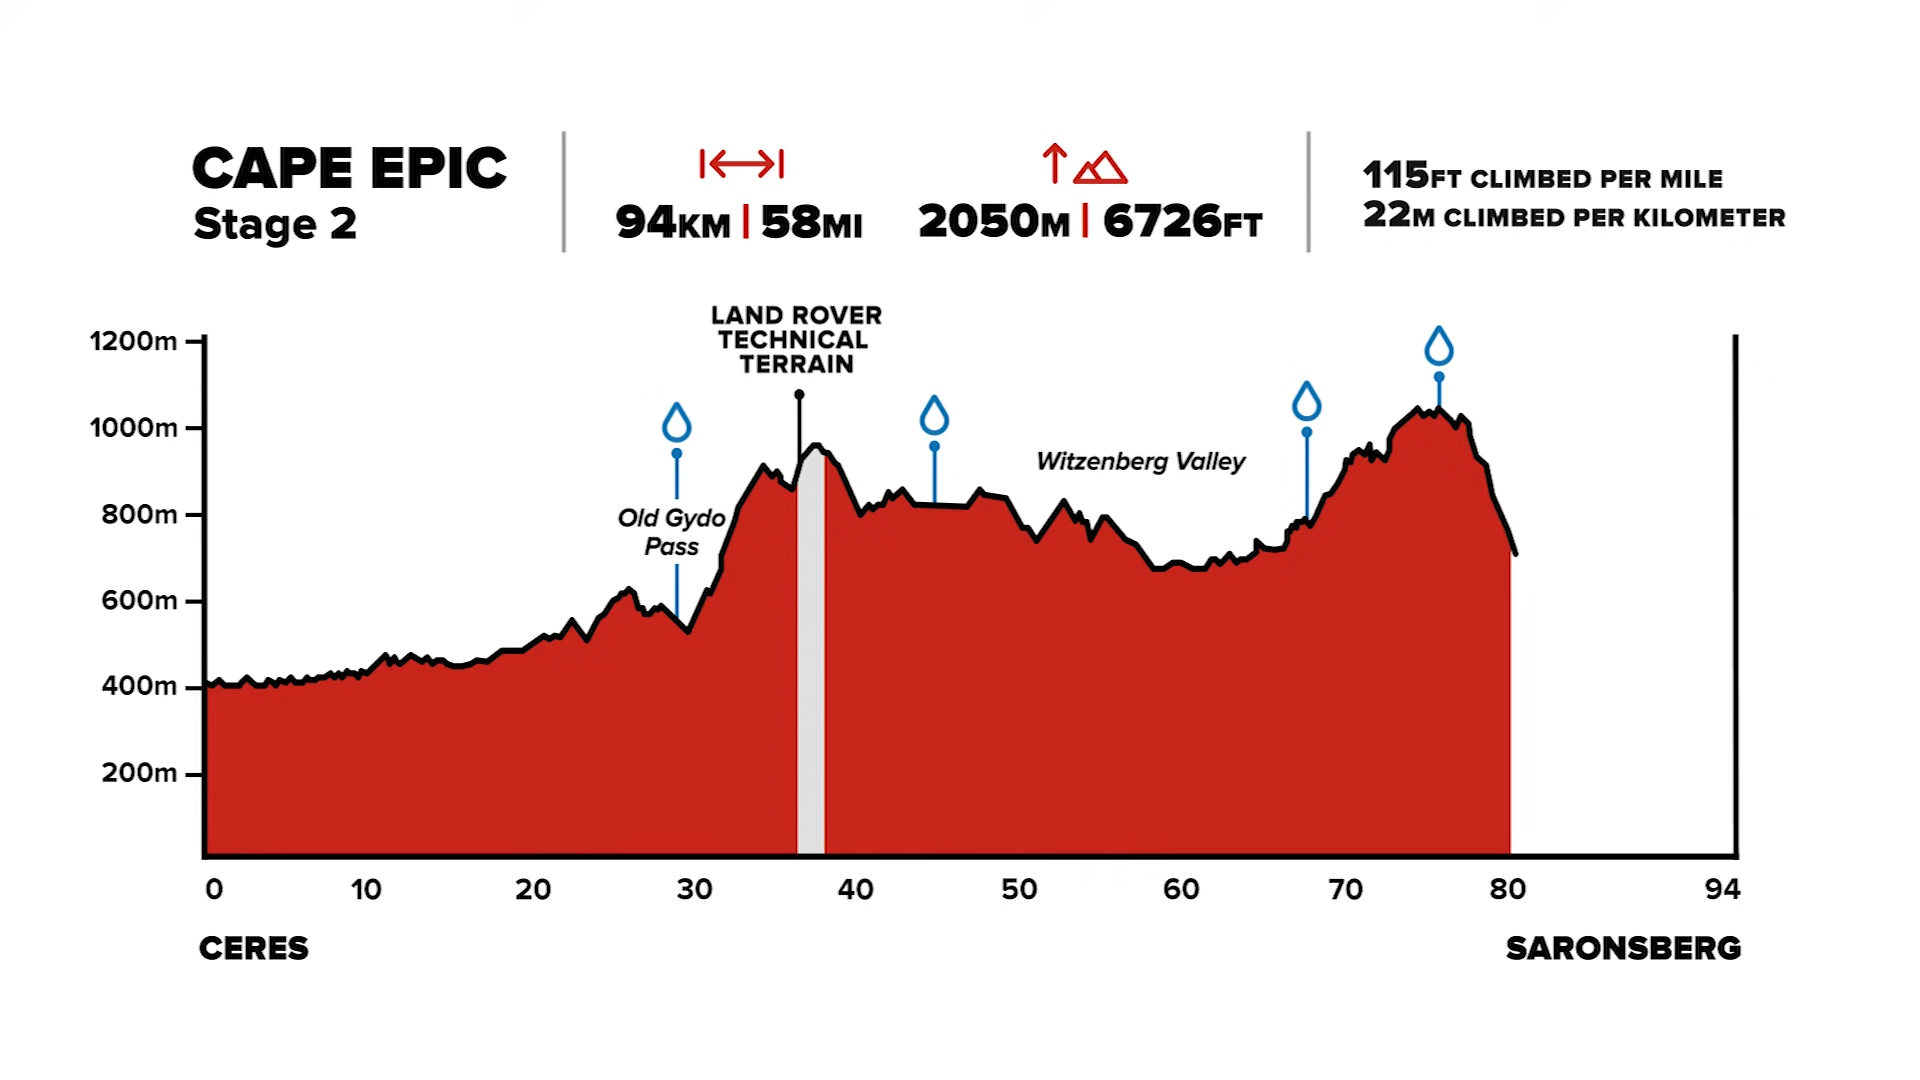 CAPE EPIC
Stage 2
94KM | 58MI
2050M | 6726FT
115FT CLIMBED PER MILE
22M CLIMBED PER KILOMETER
LAND ROVER
TECHNICAL
TERRAIN
1200m
1000m
800m
600m
400m
200m
Old Gydo
Pass
Witzenberg Valley
0 10 20 30 40 50 60 70 80 94
CERES
SARONSBERG